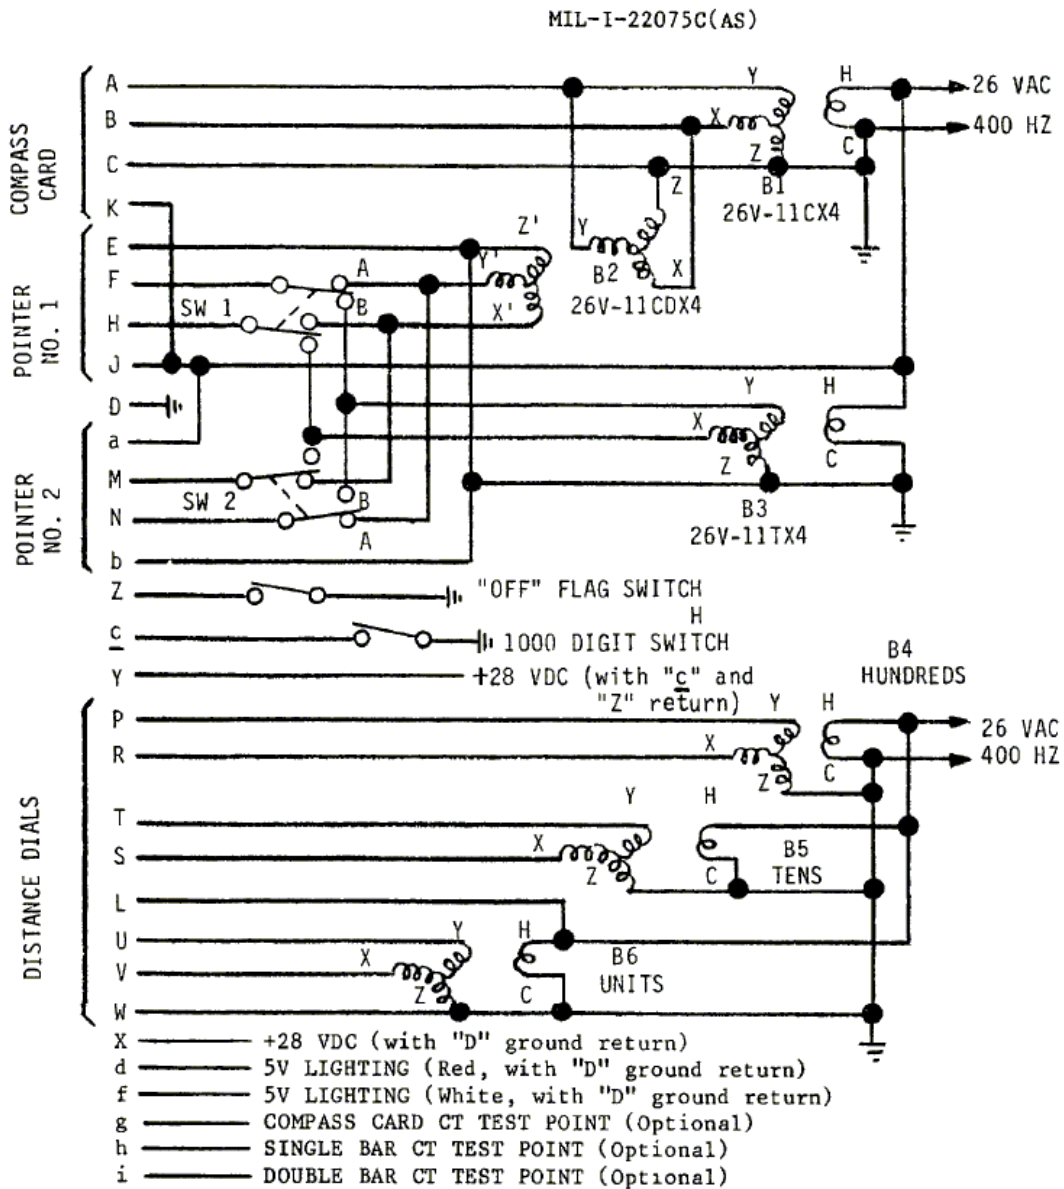 MIL-I-22075C(AS)
COMPASS CARD
A
B
C
K
Y
X
Z
B1
26V-11CX4
H
C
26 VAC
400 HZ
Z
Y
X
B2
26V-11CDX4
POINTER NO. 1
E
F
H
J
SW 1
A
B
Z'
Y'
X'
D
POINTER NO. 2
a
M
N
b
SW 2
B
A
Y
X
Z
B3
26V-11TX4
H
C
Z
"OFF" FLAG SWITCH
H
c
1000 DIGIT SWITCH
Y
+28 VDC (with "c" and
"Z" return)
DISTANCE DIALS
P
R
T
S
L
U
V
W
B4
HUNDREDS
Y
X
Z
H
C
26 VAC
400 HZ
Y
X
Z
H
C
B5
TENS
Y
X
Z
H
C
B6
UNITS
X
+28 VDC (with "D" ground return)
d
5V LIGHTING (Red, with "D" ground return)
f
5V LIGHTING (White, with "D" ground return)
g
COMPASS CARD CT TEST POINT (Optional)
h
SINGLE BAR CT TEST POINT (Optional)
i
DOUBLE BAR CT TEST POINT (Optional)